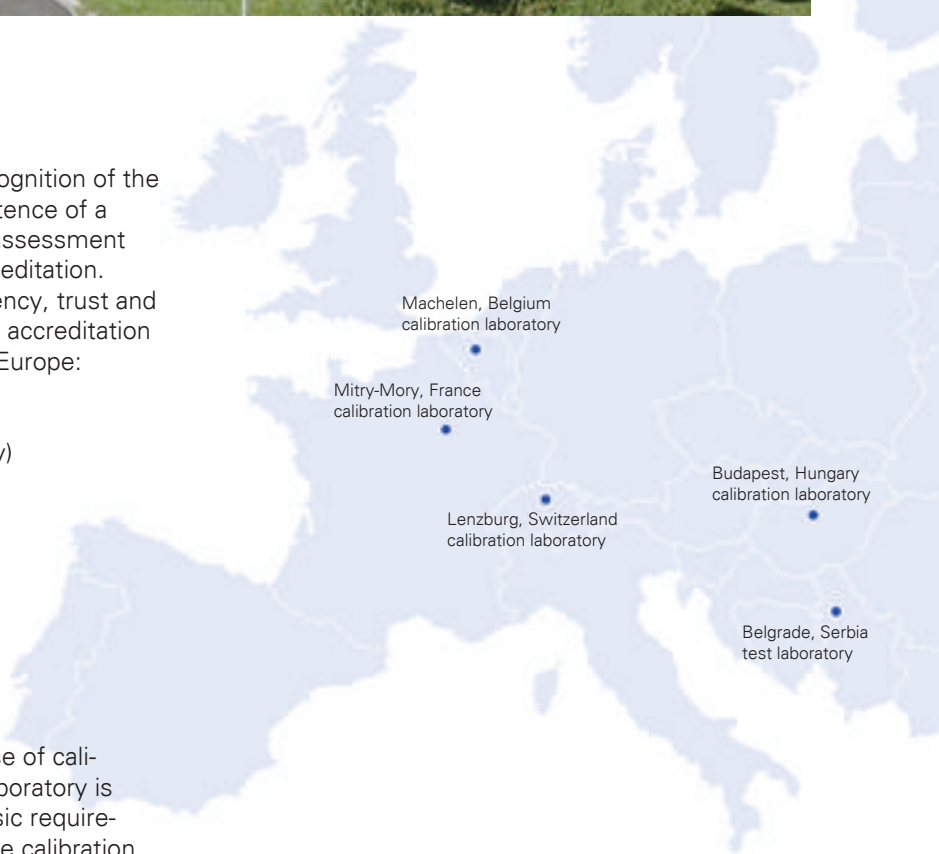 ognition of the
tence of a
assessment
editation.
ency, trust and
accreditation
Europe:
y)
se of cali-
boratory is
sic require-
e calibration
Machelen, Belgium
calibration laboratory
Mitry-Mory, France
calibration laboratory
Lenzburg, Switzerland
calibration laboratory
Budapest, Hungary
calibration laboratory
Belgrade, Serbia
test laboratory